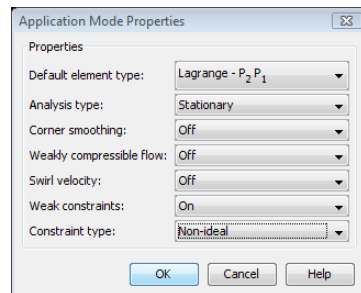 Application Mode Properties
Properties
Default element type: Lagrange - P2 P1
Analysis type: Stationary
Corner smoothing: Off
Weakly compressible flow: Off
Swirl velocity: Off
Weak constraints: On
Constraint type: Non-ideal
OK Cancel Help